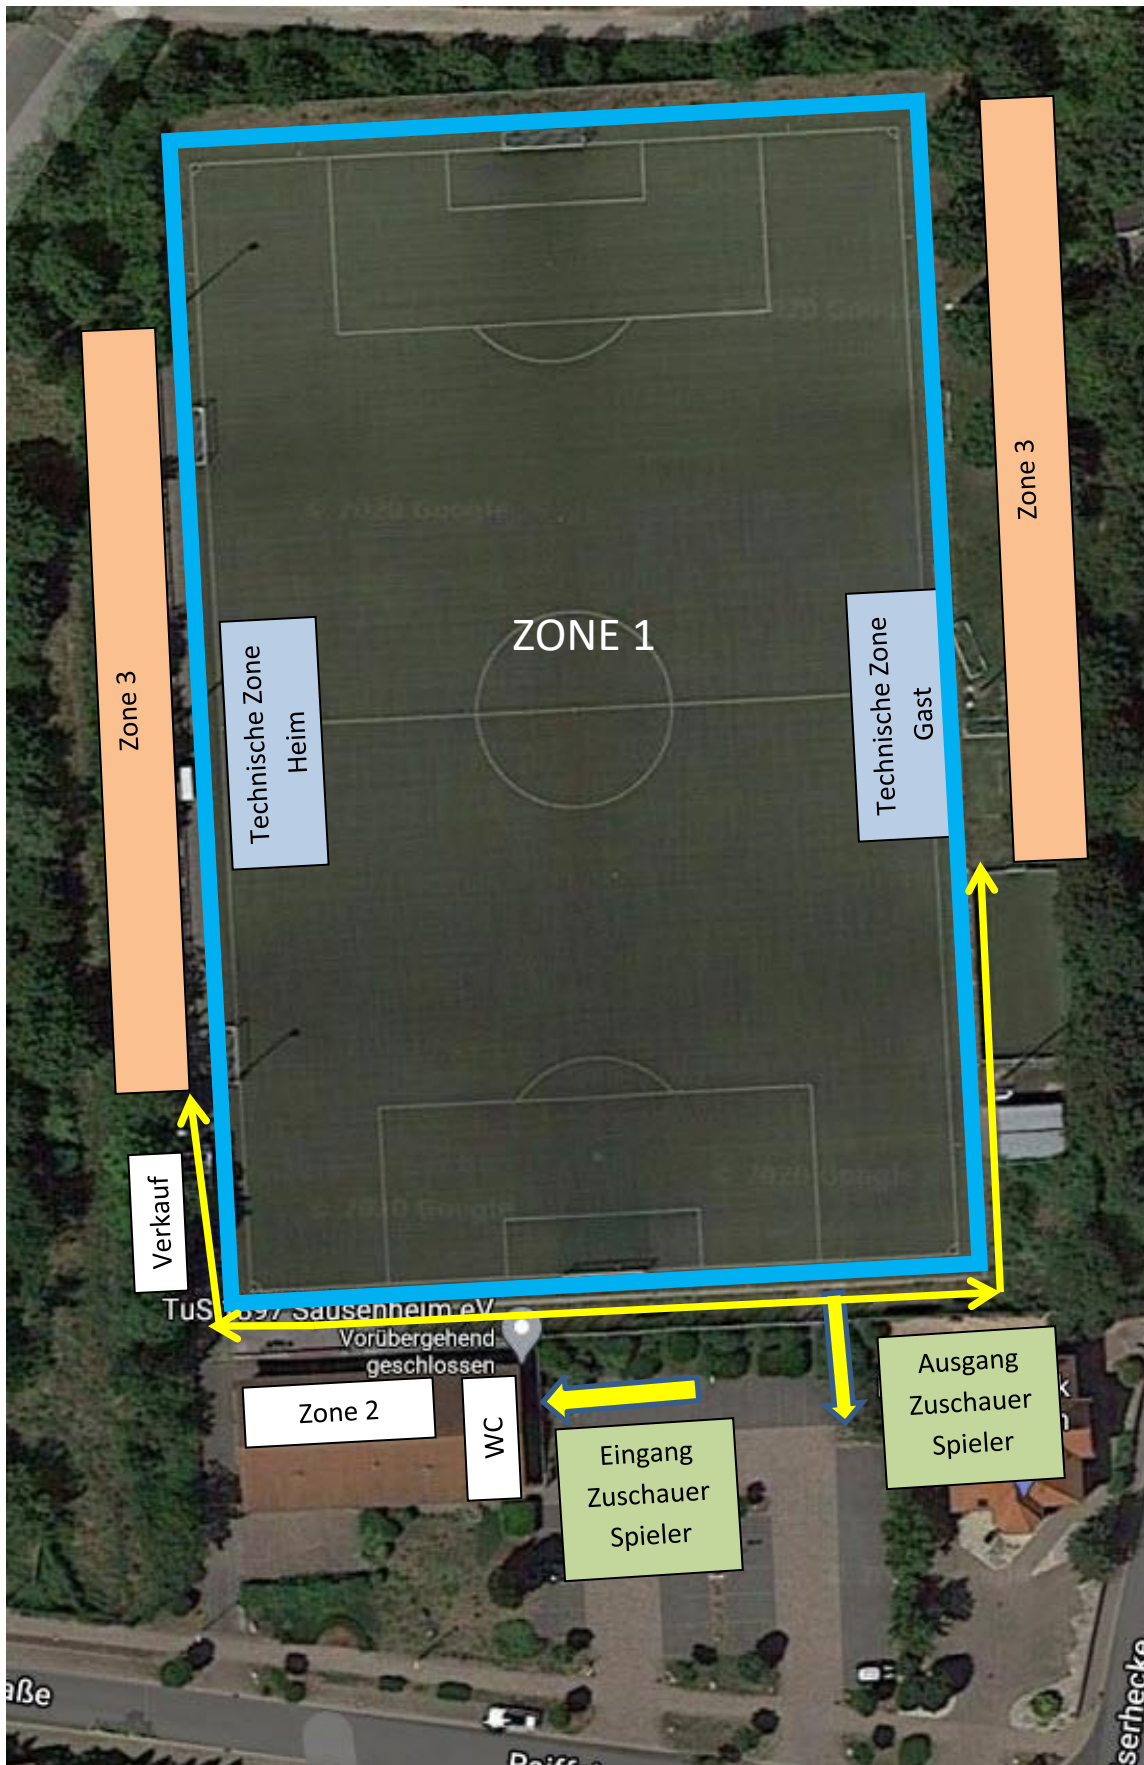 Zone 3
Zone 3
ZONE 1
Technische Zone
Heim
Technische Zone
Gast
Verkauf
Vorübergehend
geschlossen
Zone 2
WC
Eingang
Zuschauer
Spieler
Ausgang
Zuschauer
Spieler
aße
serhecke